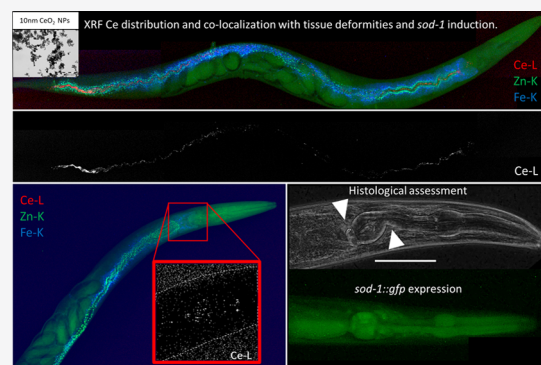 10nm CeO₂ NPs
XRF Ce distribution and co-localization with tissue deformities and sod-1 induction.
Ce-L
Zn-K
Fe-K
Ce-L
Ce-L
Zn-K
Fe-K
Ce-L
Histological assessment
sod-1::gfp expression